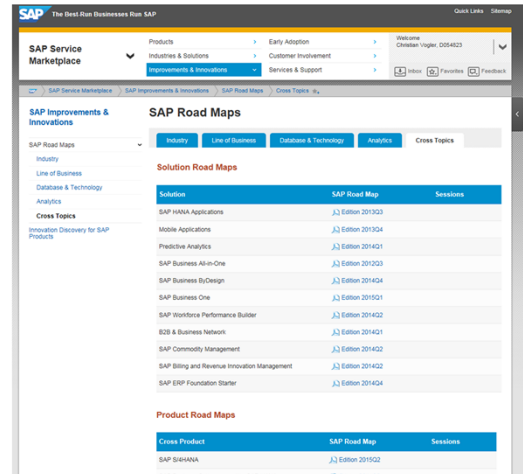 SAP The Best-Run Businesses Run SAP
Quick Links Sitemap
SAP Service Marketplace
Products
Industries & Solutions
Improvements & Innovations
Early Adoption
Customer Involvement
Services & Support
Welcome
Christian Vogler, D054823
Inbox Favorites Feedback
SAP Service Marketplace SAP Improvements & Innovations SAP Road Maps Cross Topics
SAP Improvements &
Innovations
SAP Road Maps
Industry
Line of Business
Database & Technology
Analytics
Cross Topics
Innovation Discovery for SAP
Products
SAP Road Maps
Industry Line of Business Database & Technology Analytics Cross Topics
Solution Road Maps
Solution SAP Road Map Sessions
SAP HANA Applications Edition 2013Q3
Mobile Applications Edition 2013Q4
Predictive Analytics Edition 2014Q1
SAP Business All-in-One Edition 2012Q3
SAP Business ByDesign Edition 2014Q4
SAP Business One Edition 2015Q1
SAP Workforce Performance Builder Edition 2014Q2
B2B & Business Network Edition 2014Q1
SAP Commodity Management Edition 2014Q2
SAP Billing and Revenue Innovation Management Edition 2014Q2
SAP ERP Foundation Starter Edition 2014Q4
Product Road Maps
Cross Product SAP Road Map Sessions
SAP S/4HANA Edition 2015Q2